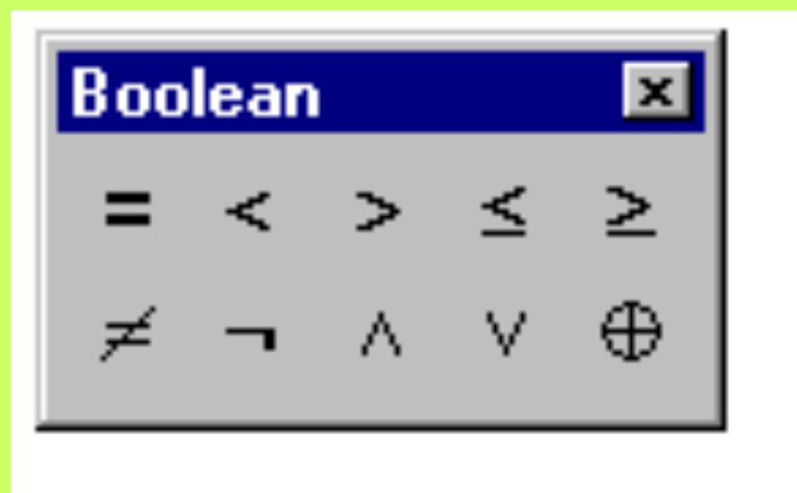 Boolean
= < > ≤ ≥
≠ ¬ ∧ ∨ ⊕